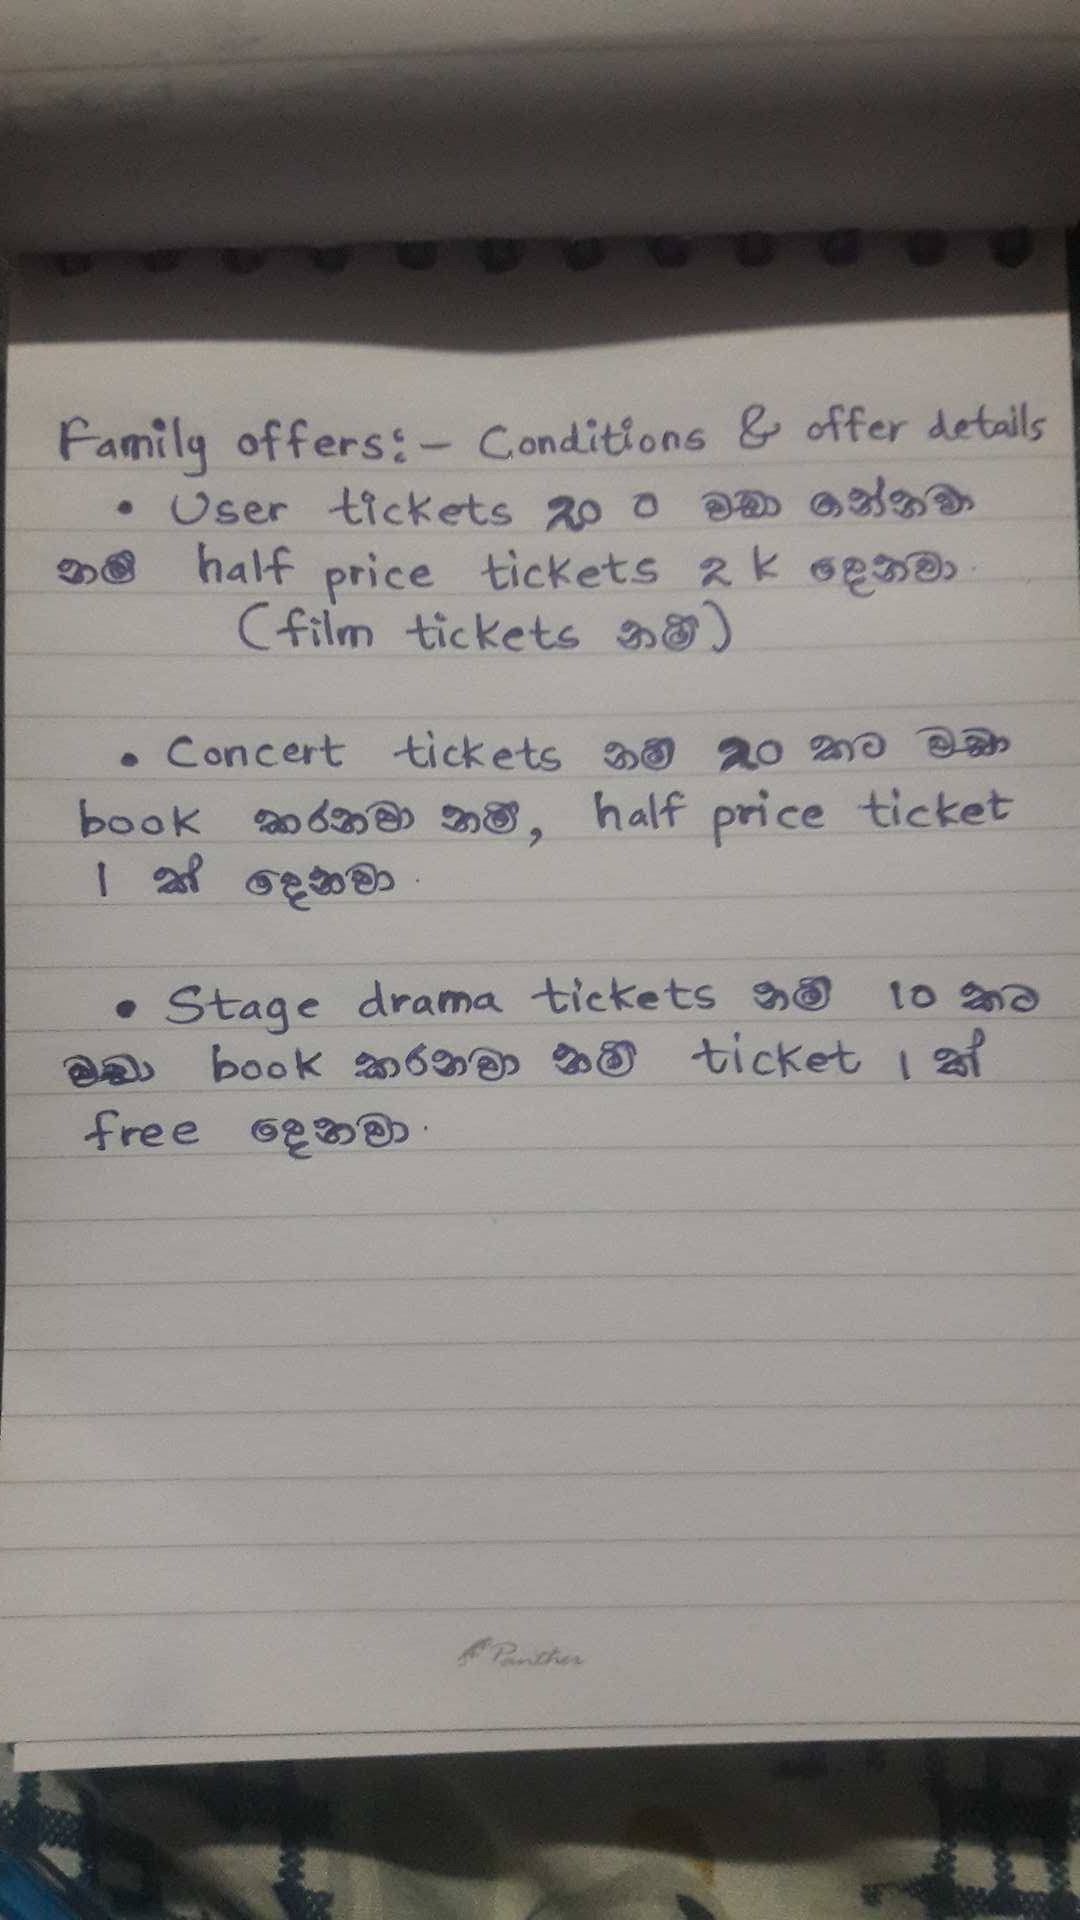 Family offers:- Conditions & offer details
• User tickets 20 ට වඩා ගන්නවා
නම් half price tickets 2 k දෙනවා.
(film tickets නම්)
• Concert tickets නම් 20 කට වඩා
book කරනවා නම්, half price ticket
1 ක් දෙනවා.
• Stage drama tickets නම් 10 කට
වඩා book කරනවා නම් ticket 1 ක්
free දෙනවා.
Panther